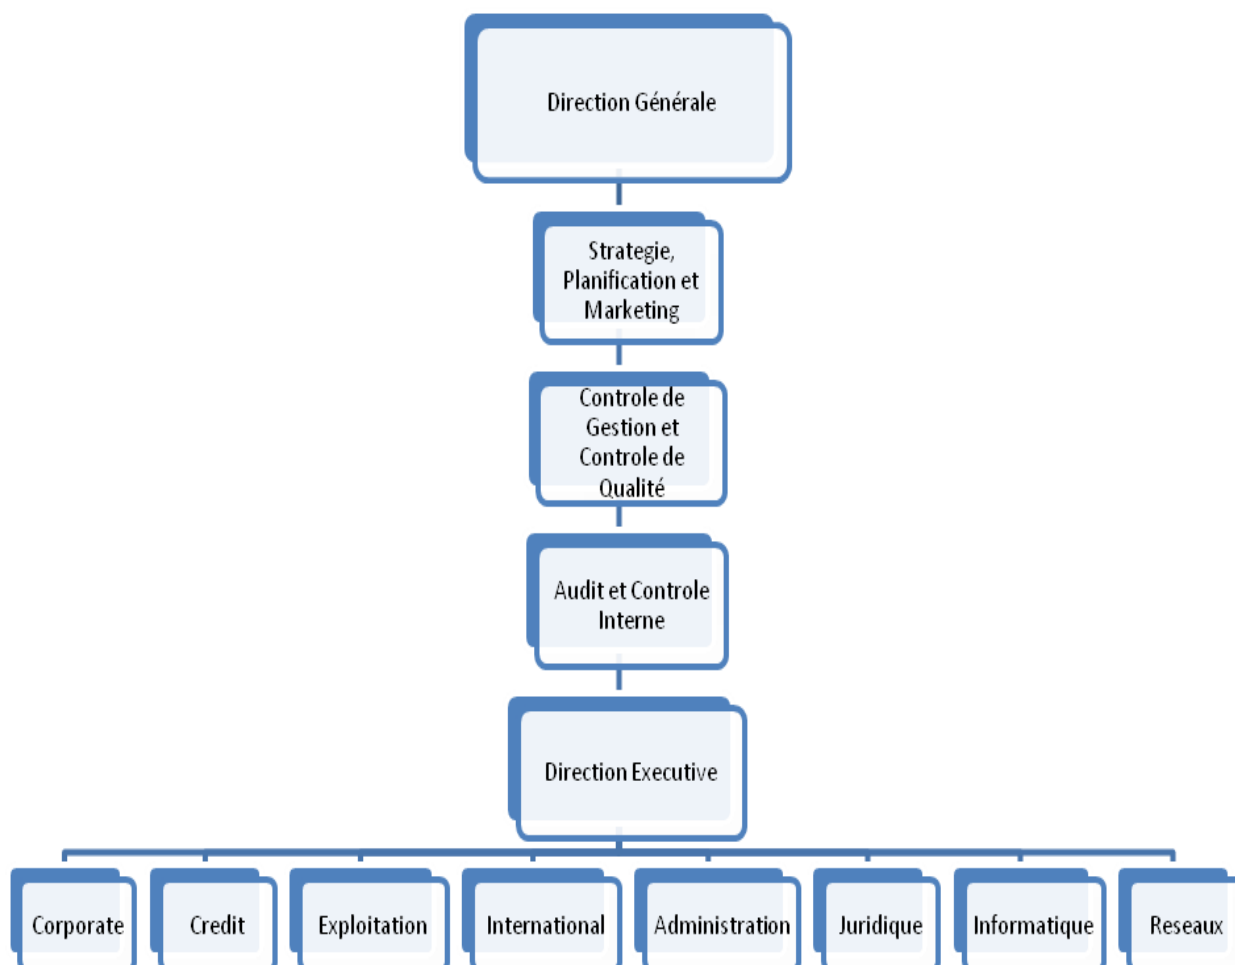 Direction Générale
Strategie,
Planification et
Marketing
Controle de
Gestion et
Controle de
Qualité
Audit et Controle
Interne
Direction Executive
Corporate
Credit
Exploitation
International
Administration
Juridique
Informatique
Reseaux